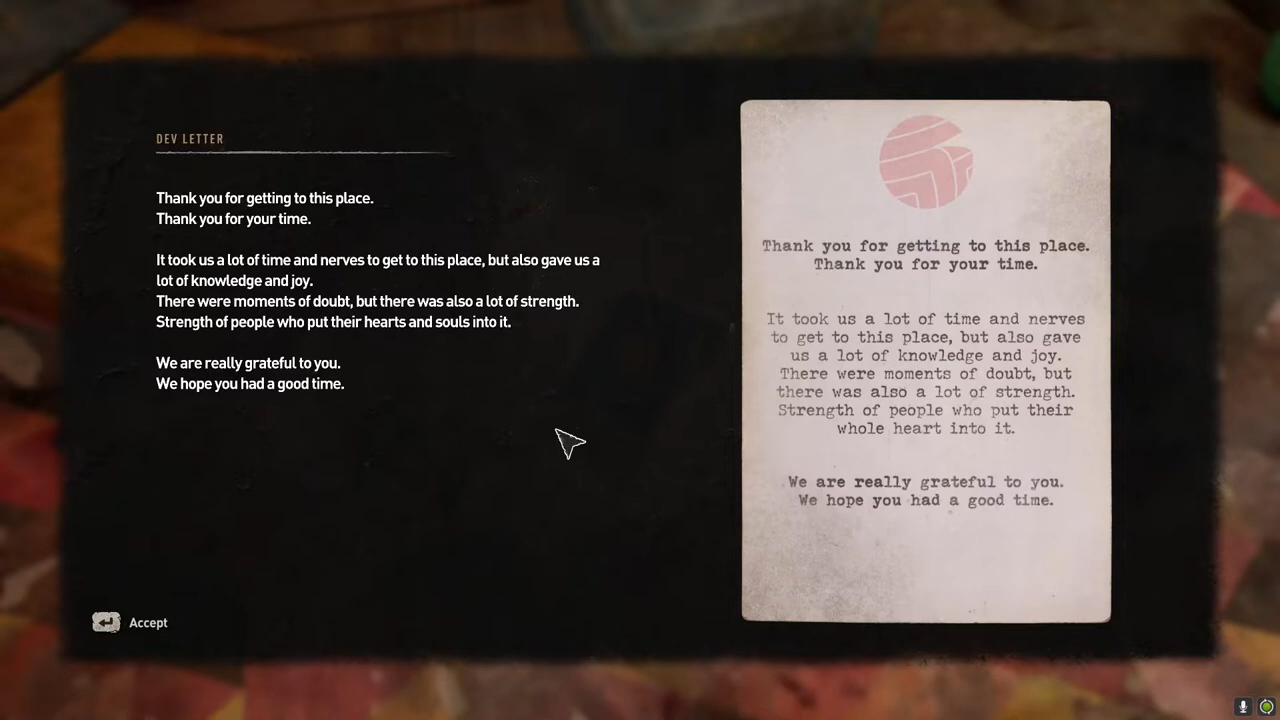 DEV LETTER
Thank you for getting to this place.
Thank you for your time.
It took us a lot of time and nerves to get to this place, but also gave us a
lot of knowledge and joy.
There were moments of doubt, but there was also a lot of strength.
Strength of people who put their hearts and souls into it.
We are really grateful to you.
We hope you had a good time.
Accept
Thank you for getting to this place.
Thank you for your time.
It took us a lot of time and nerves
to get to this place, but also gave
us a lot of knowledge and joy.
There were moments of doubt, but
there was also a lot of strength.
Strength of people who put their
whole heart into it.
We are really grateful to you.
We hope you had a good time.